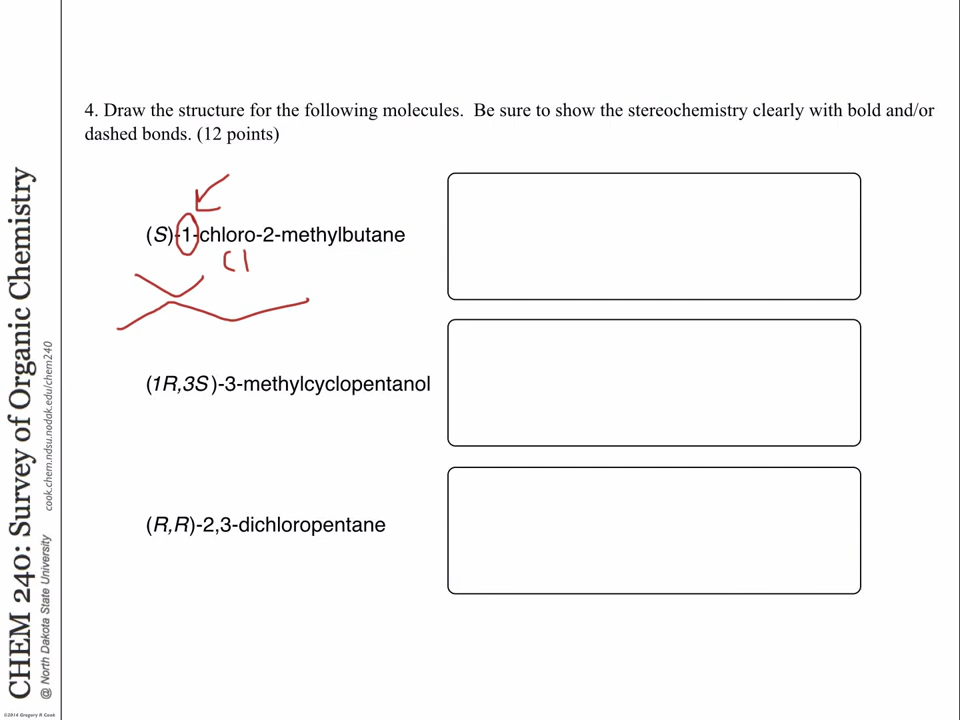 4. Draw the structure for the following molecules. Be sure to show the stereochemistry clearly with bold and/or
dashed bonds. (12 points)
(S)-1-chloro-2-methylbutane
Cl
(1R,3S)-3-methylcyclopentanol
(R,R)-2,3-dichloropentane
CHEM 240: Survey of Organic Chemistry
@ North Dakota State University cook.chem.ndsu.nodak.edu/chem240
©2014 Gregory R Cook